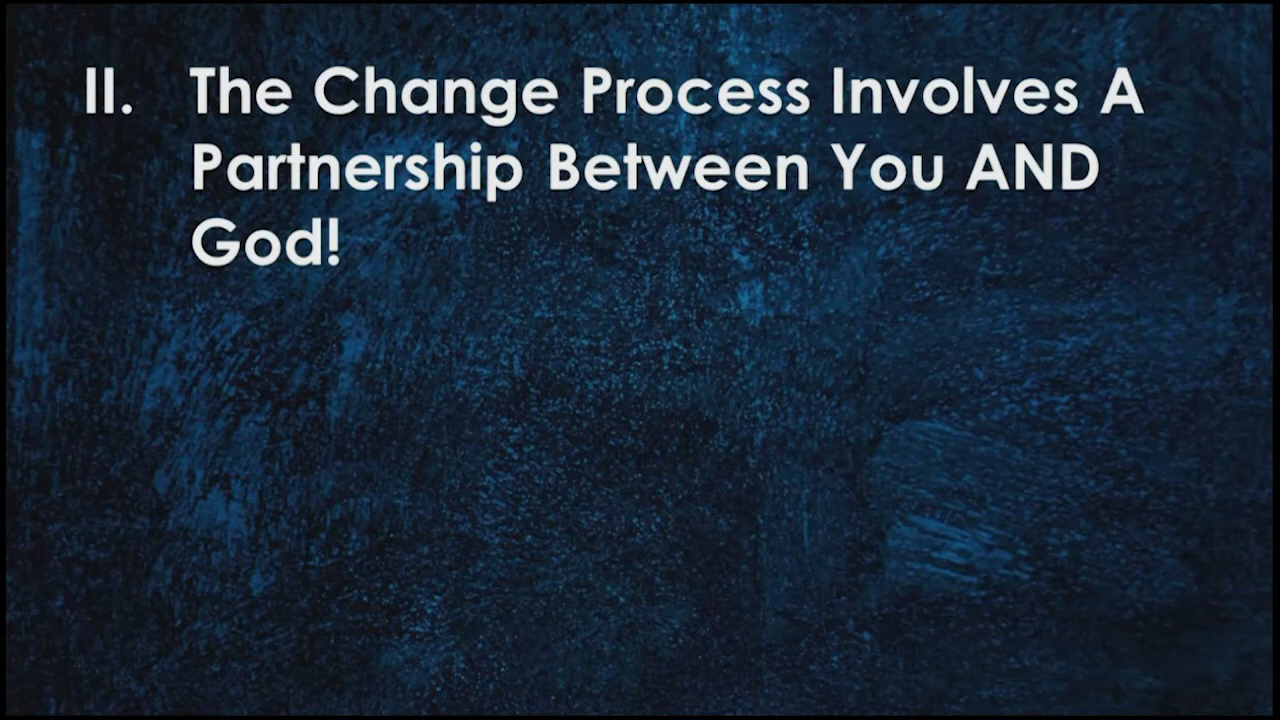 II. The Change Process Involves A
Partnership Between You AND
God!